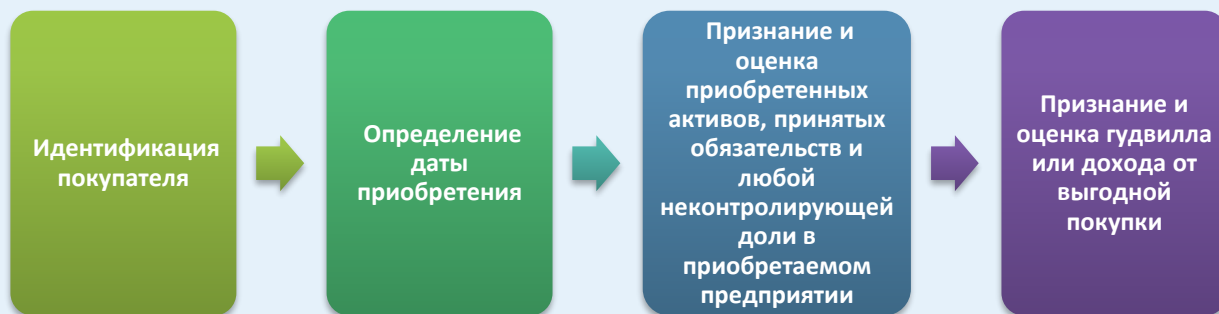 Идентификация
покупателя
Определение
даты
приобретения
Признание и
оценка
приобретенных
активов, принятых
обязательств и
любой
неконтролирующей
доли в
приобретаемом
предприятии
Признание и
оценка гудвилла
или дохода от
выгодной
покупки